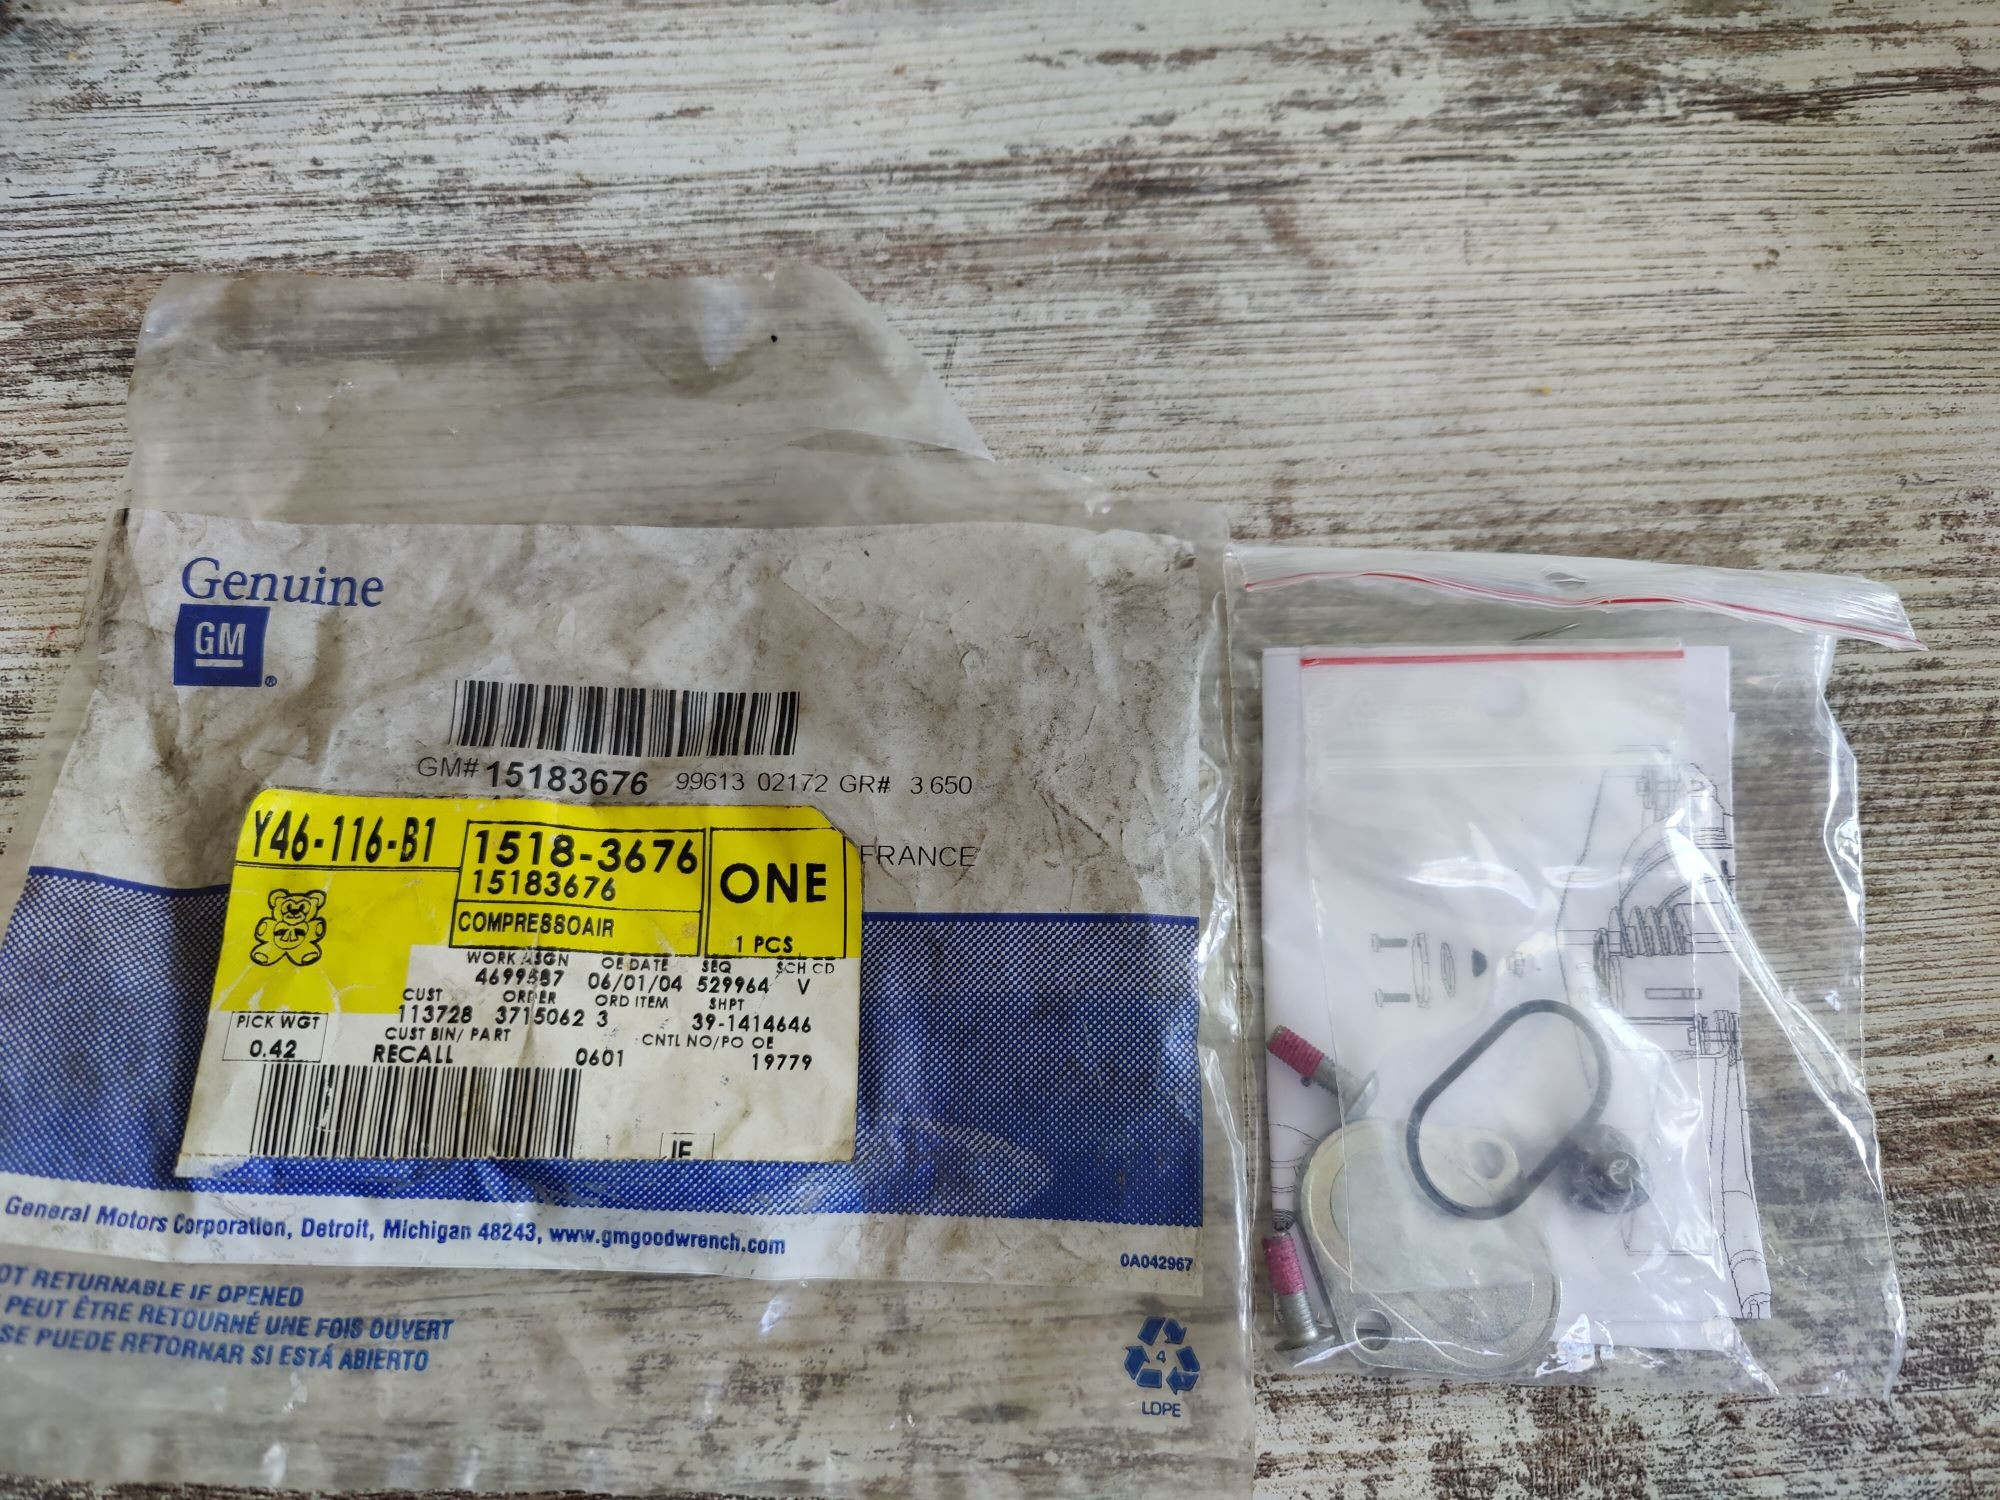 Genuine
GM
®
GM# 15183676 99613 02172 GR# 3.650
FRANCE
Y46-116-B1
1518-3676
15183676
COMPRESSOAIR
ONE
1 PCS
WORK ASGN OE DATE SEQ SCH CD
4699587 06/01/04 529964 V
CUST ORDER ORD ITEM SHPT
113728 3715062 3 39-1414646
PICK WGT
0.42
CUST BIN/ PART CNTL NO/PO OE
RECALL 0601 19779
General Motors Corporation, Detroit, Michigan 48243, www.gmgoodwrench.com
0A042967
OT RETURNABLE IF OPENED
PEUT ÊTRE RETOURNÉ UNE FOIS OUVERT
SE PUEDE RETORNAR SI ESTÁ ABIERTO
4
LDPE